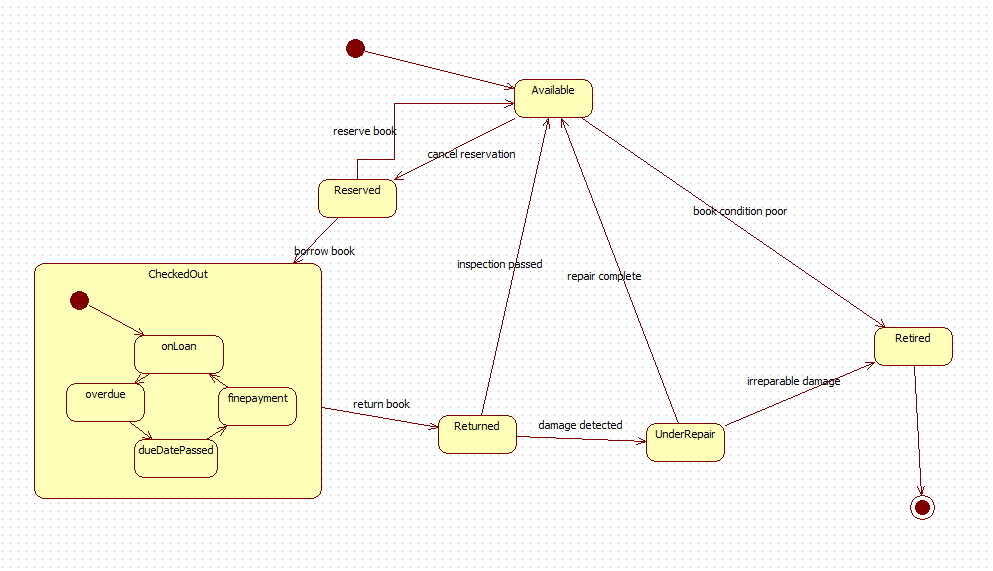 Available
reserve book
cancel reservation
Reserved
book condition poor
borrow book
inspection passed
CheckedOut
repair complete
onLoan
Retired
irreparable damage
overdue
finepayment
return book
Returned
damage detected
UnderRepair
dueDatePassed